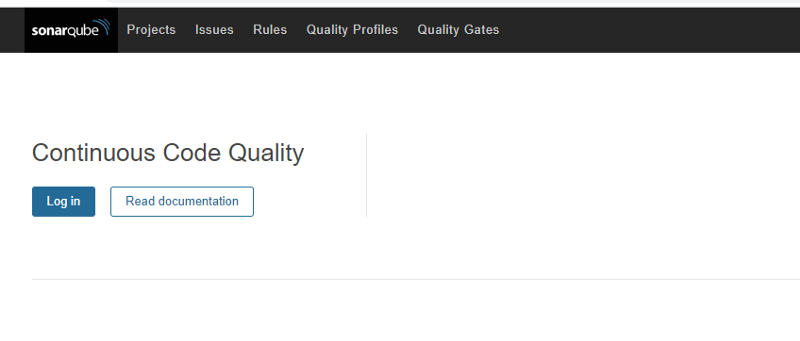 sonarqube Projects Issues Rules Quality Profiles Quality Gates
Continuous Code Quality
Log in Read documentation